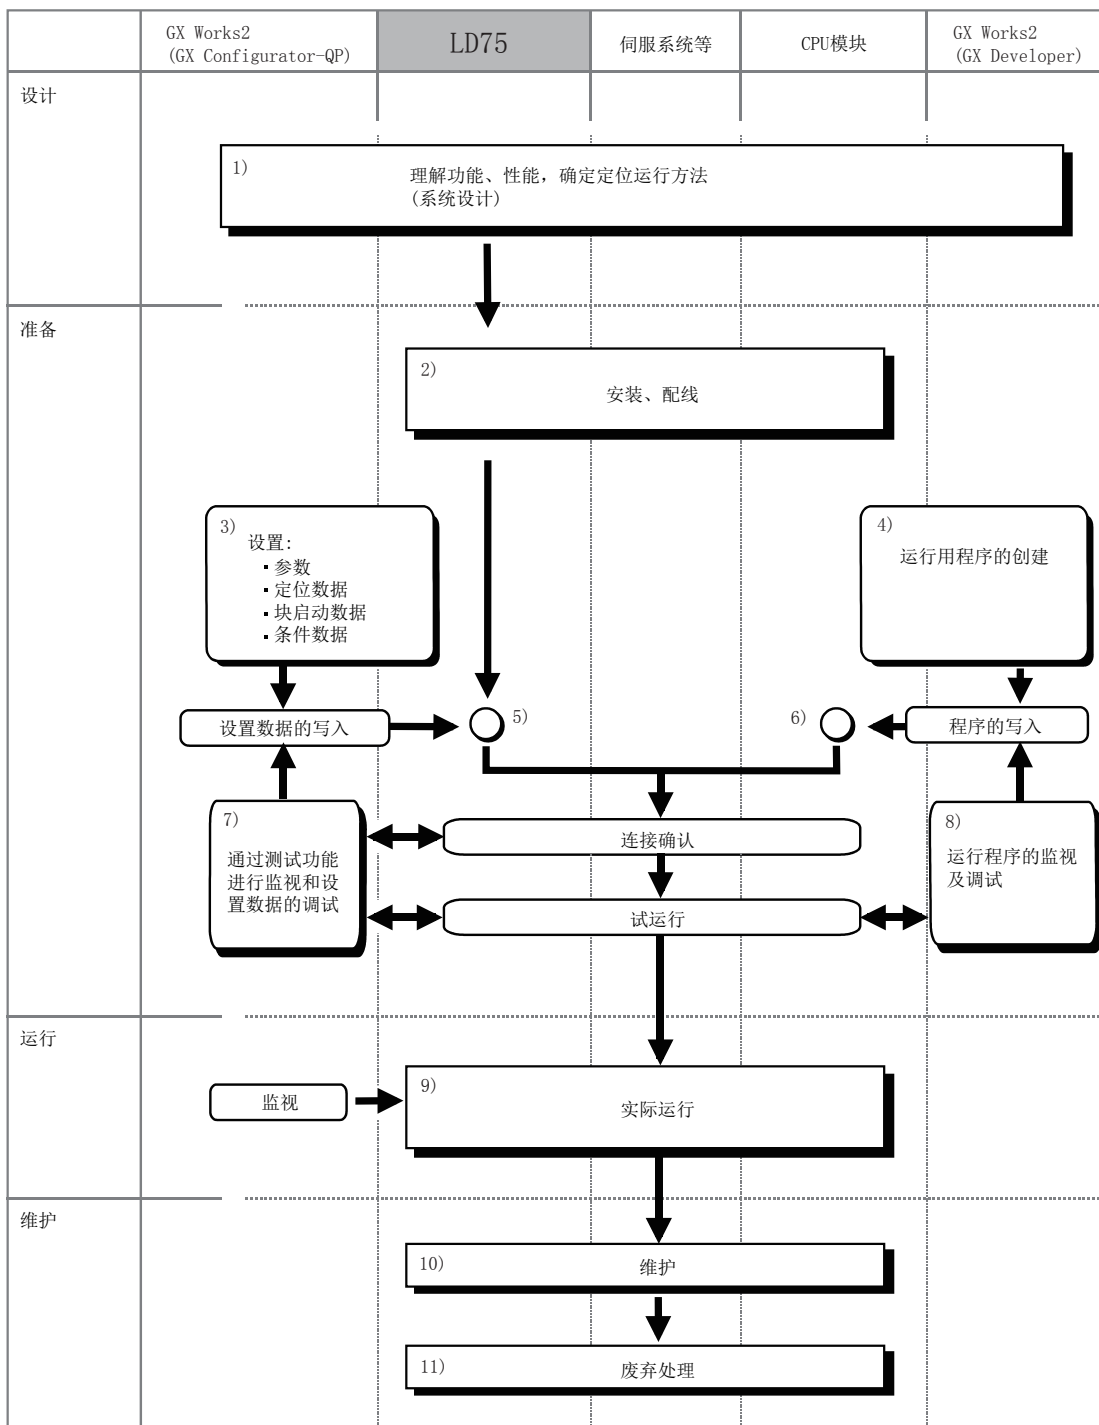 GX Works2
(GX Configurator-QP)
LD75
伺服系统等
CPU模块
GX Works2
(GX Developer)
设计
1)
理解功能、性能，确定定位运行方法
(系统设计)
准备
2)
安装、配线
3)
设置:
▪ 参数
▪ 定位数据
▪ 块启动数据
▪ 条件数据
4)
运行用程序的创建
设置数据的写入
5)
6)
程序的写入
7)
通过测试功能
进行监视和设
置数据的调试
连接确认
8)
运行程序的监视
及调试
试运行
运行
监视
9)
实际运行
维护
10)
维护
11)
废弃处理